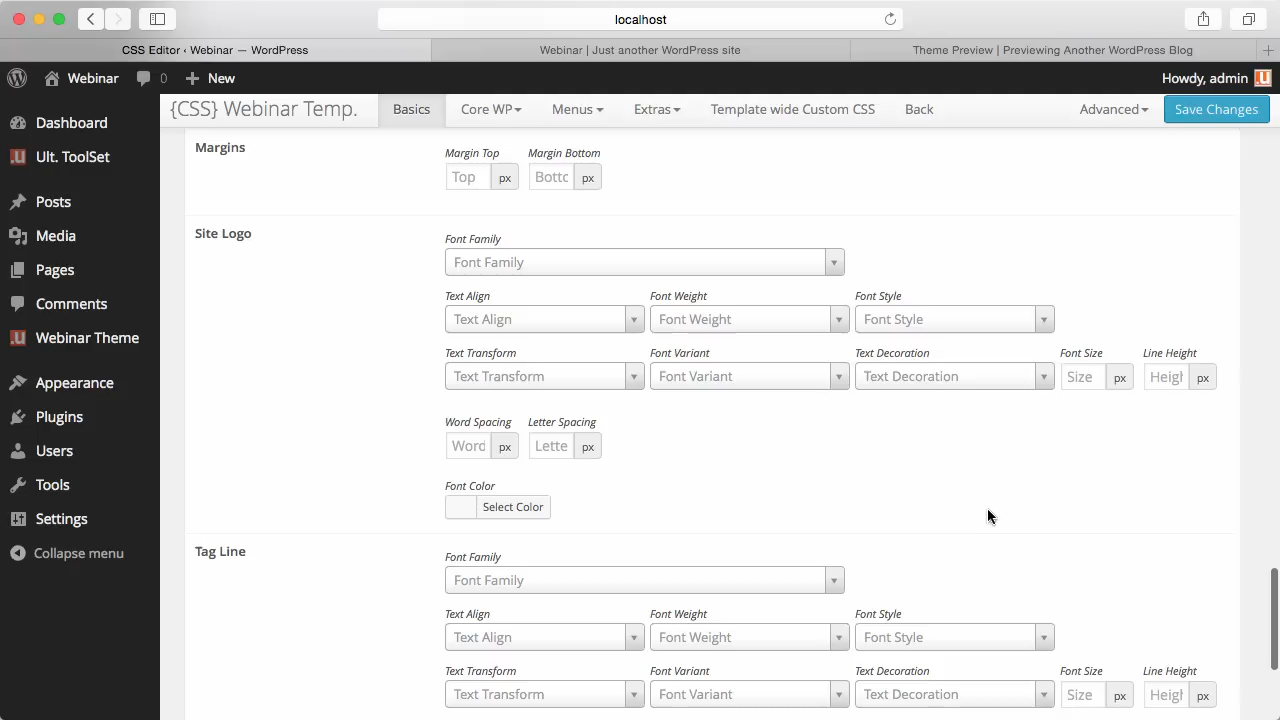 localhost
CSS Editor ‹ Webinar — WordPress
Webinar | Just another WordPress site
Theme Preview | Previewing Another WordPress Blog
Webinar 0 New Howdy, admin
{CSS} Webinar Temp. Basics Core WP Menus Extras Template wide Custom CSS Back Advanced Save Changes
Dashboard
Ult. ToolSet
Posts
Media
Pages
Comments
Webinar Theme
Appearance
Plugins
Users
Tools
Settings
Collapse menu
Margins
Margin Top Margin Bottom
Top px Bottc px
Site Logo
Font Family
Font Family
Text Align Font Weight Font Style
Text Align Font Weight Font Style
Text Transform Font Variant Text Decoration Font Size Line Height
Text Transform Font Variant Text Decoration Size px Heigh px
Word Spacing Letter Spacing
Word px Lette px
Font Color
Select Color
Tag Line
Font Family
Font Family
Text Align Font Weight Font Style
Text Align Font Weight Font Style
Text Transform Font Variant Text Decoration Font Size Line Height
Text Transform Font Variant Text Decoration Size px Heigh px